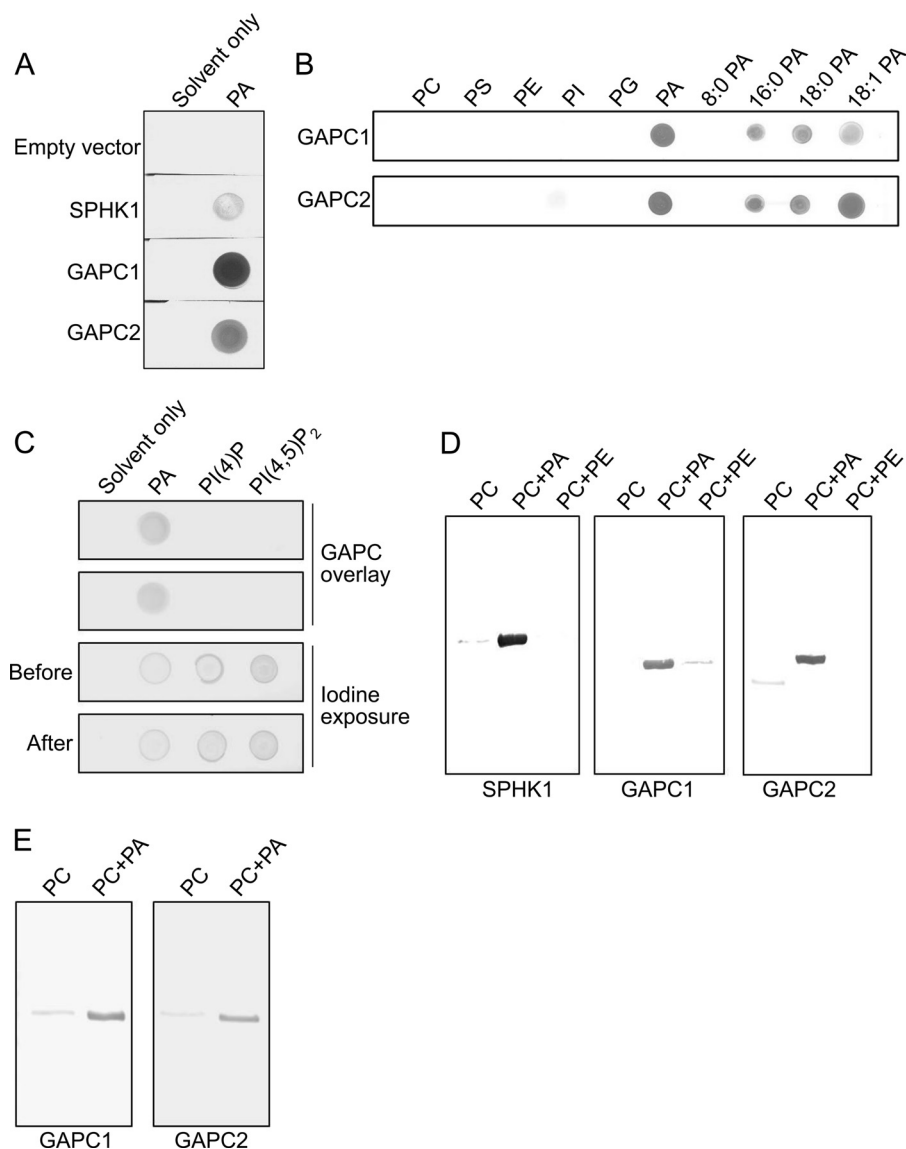 A
Solvent only
PA
Empty vector
SPHK1
GAPC1
GAPC2
B
PC
PS
PE
PI
PG
PA
8:0 PA
16:0 PA
18:0 PA
18:1 PA
GAPC1
GAPC2
C
Solvent only
PA
PI(4)P
PI(4,5)P₂
GAPC
overlay
Before
After
Iodine
exposure
D
PC
PC+PA
PC+PE
PC
PC+PA
PC+PE
PC
PC+PA
PC+PE
SPHK1
GAPC1
GAPC2
E
PC
PC+PA
PC
PC+PA
GAPC1
GAPC2